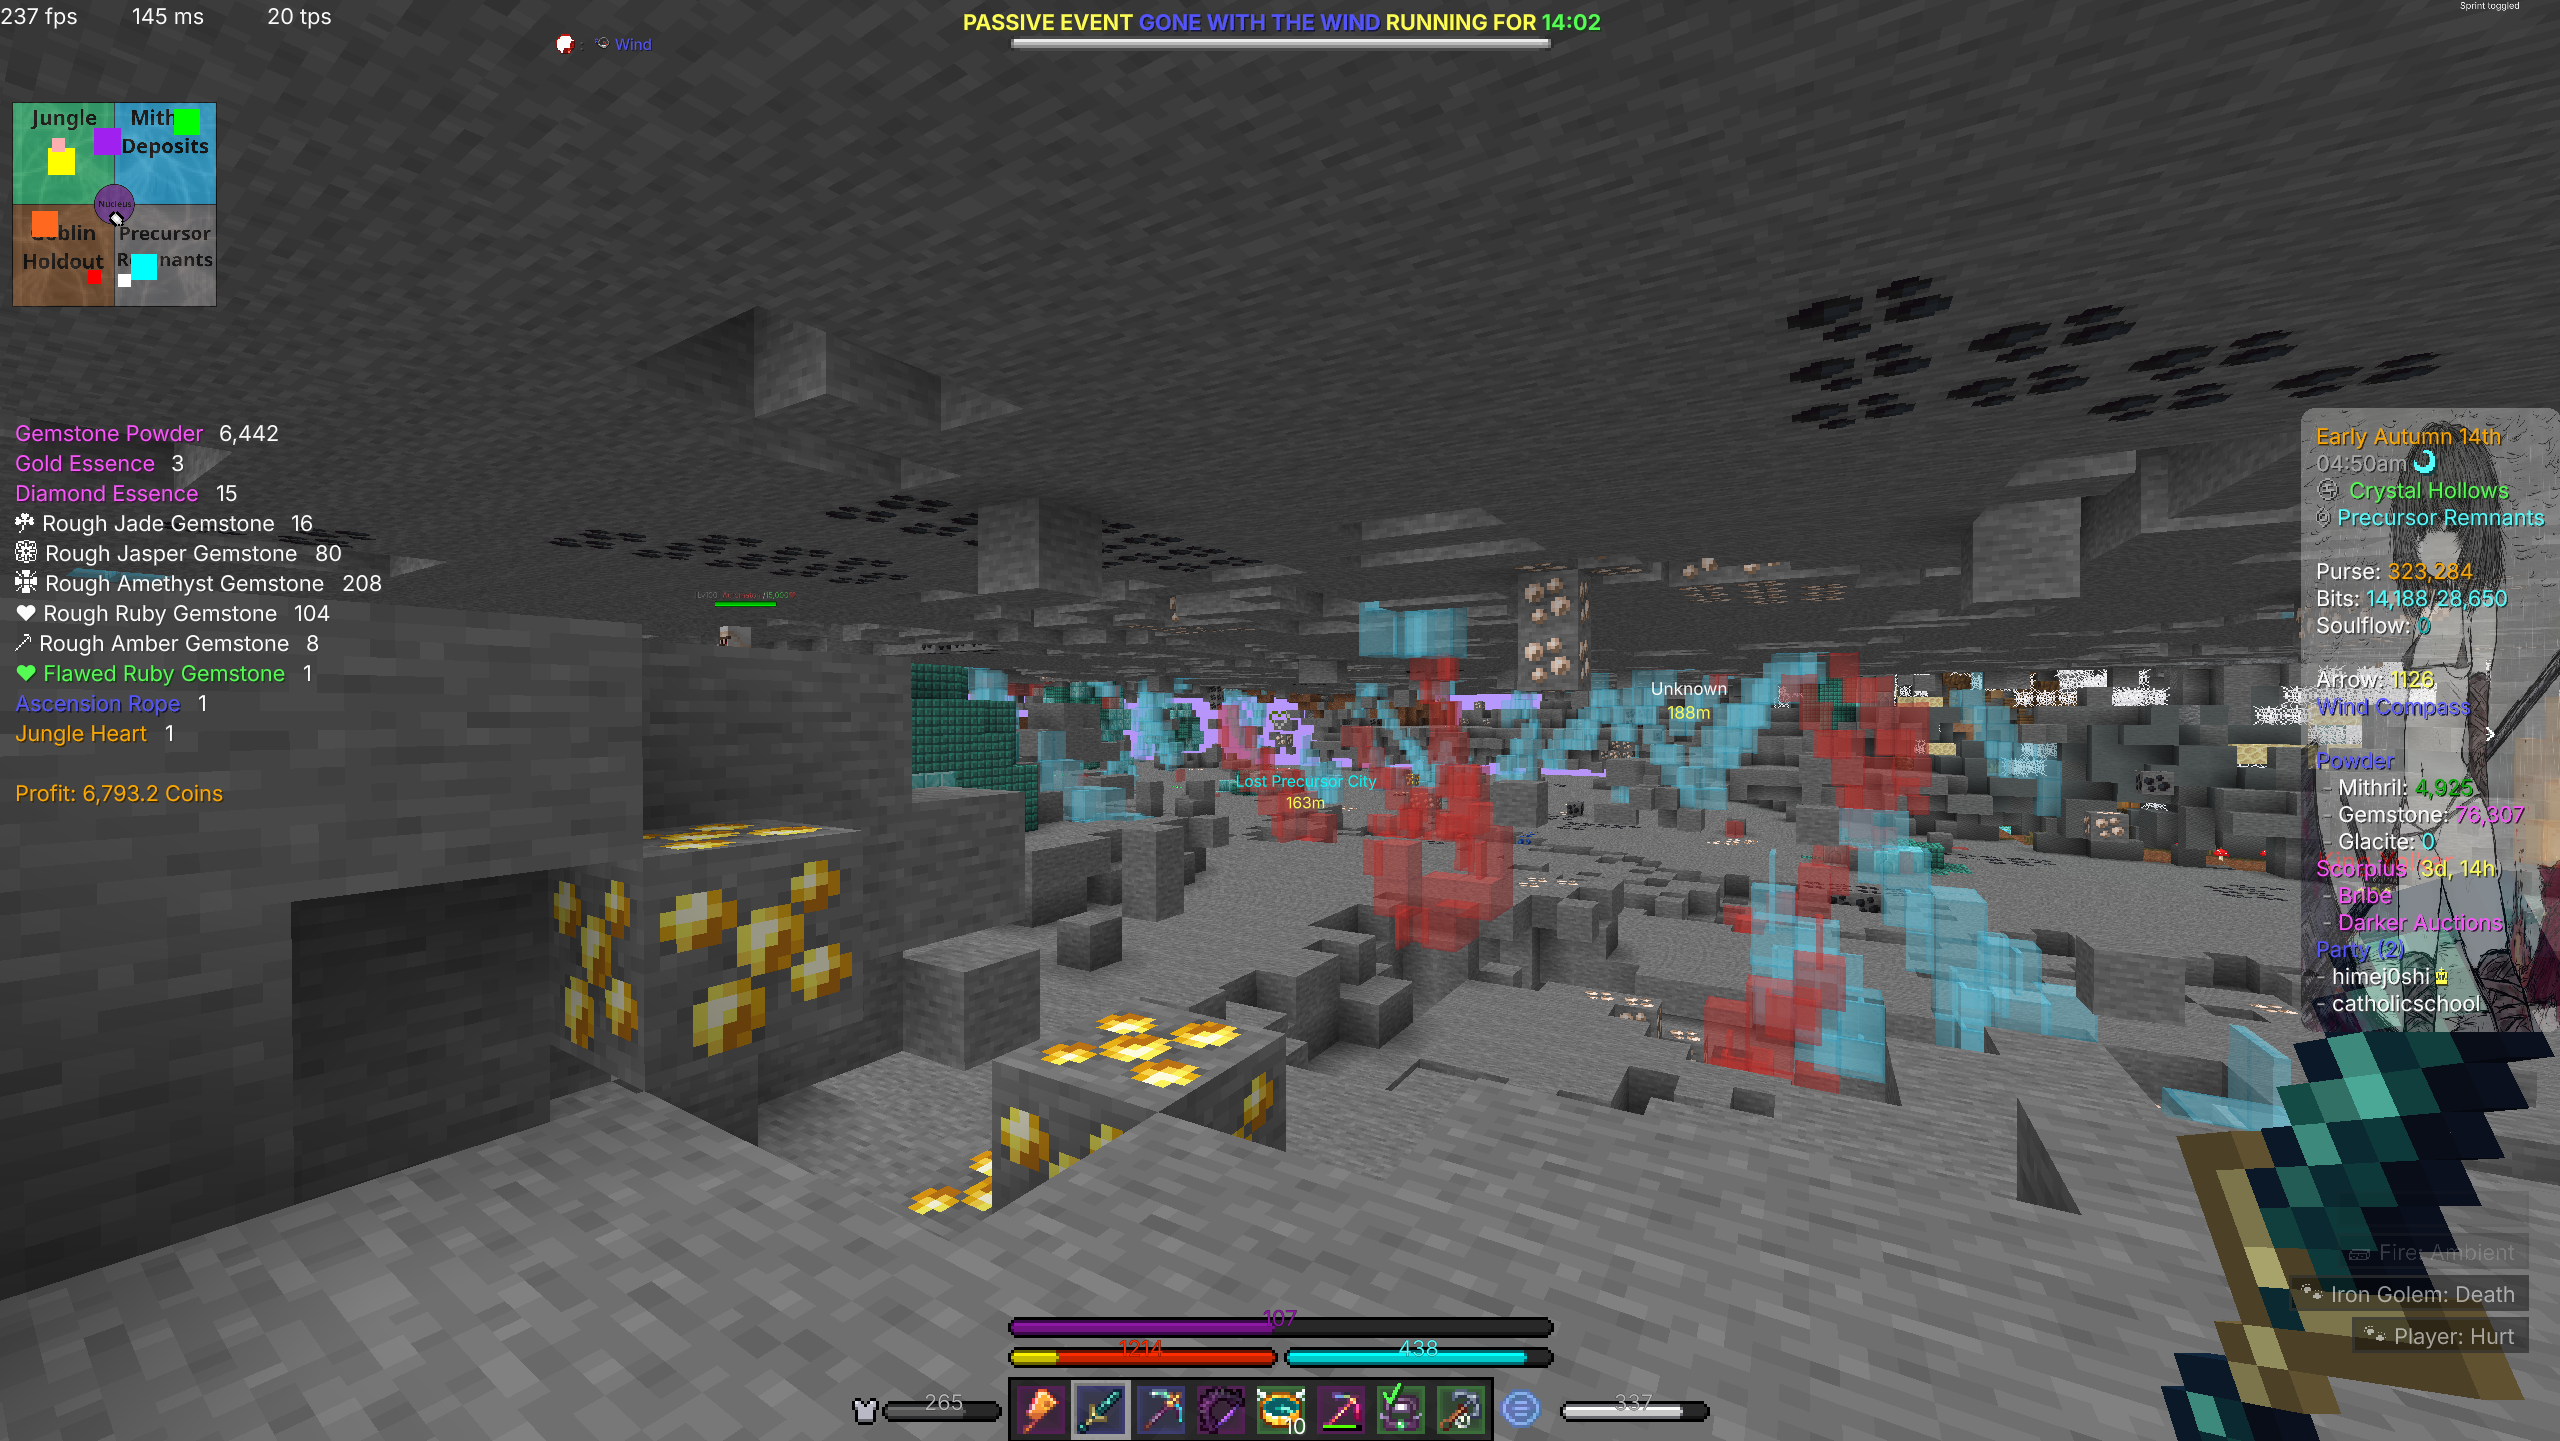 237 fps 145 ms 20 tps
Sprint toggled
PASSIVE EVENT GONE WITH THE WIND RUNNING FOR 14:02
: Wind
Jungle
Deposits
Nucleus
Precursor
Holdout
Gemstone Powder 6,442
Gold Essence 3
Diamond Essence 15
Rough Jade Gemstone 16
Rough Jasper Gemstone 80
Rough Amethyst Gemstone 208
Rough Ruby Gemstone 104
Rough Amber Gemstone 8
Flawed Ruby Gemstone 1
Ascension Rope 1
Jungle Heart 1
Profit: 6,793.2 Coins
Unknown
188m
Lost Precursor City
163m
Early Autumn 14th
04:50am
Crystal Hollows
Precursor Remnants
Purse: 323,284
Bits: 14,188 28,650
Soulflow: 0
Arrow: 1126
Wind Compass
Powder
- Mithril: 4,925
- Gemstone: 76,307
- Glacite: 0
Scorpius (3d, 14h)
- Bribe
- Darker Auctions
Party (2)
- himej0shi
- catholicschool
Fire: Ambient
Iron Golem: Death
Player: Hurt
107
1214 438
265 10 337